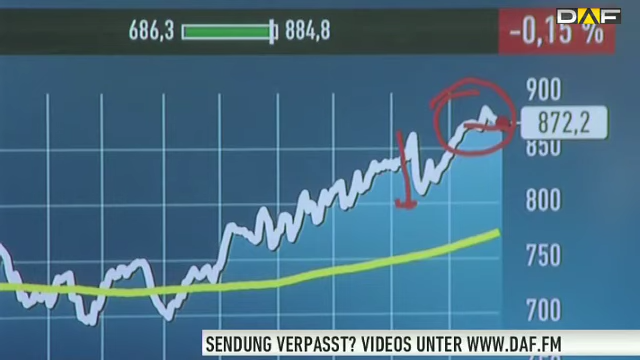 686,3 884,8 -0,15 %
DAF
900
872,2
850
800
750
700
SENDUNG VERPASST? VIDEOS UNTER WWW.DAF.FM